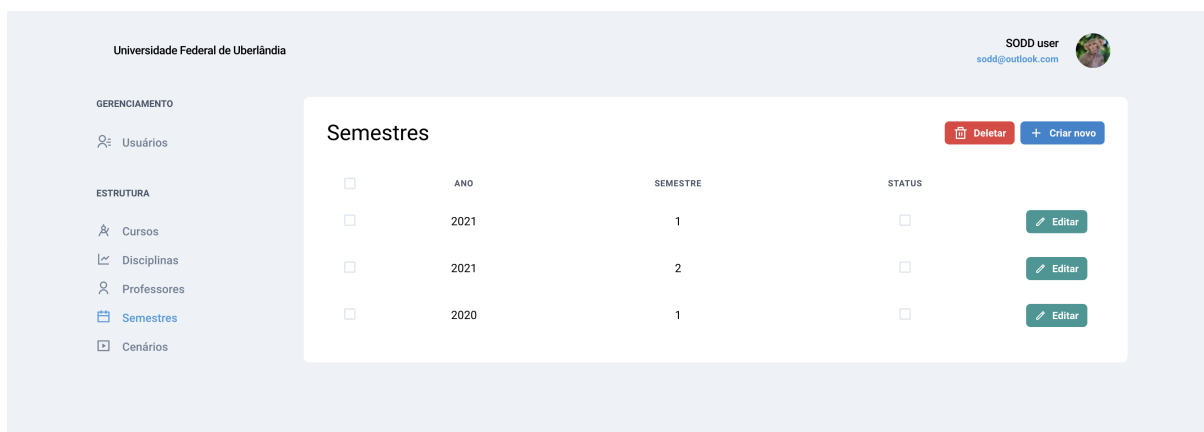 Universidade Federal de Uberlândia
SODD user
sodd@outlook.com
GERENCIAMENTO
Usuários
ESTRUTURA
Cursos
Disciplinas
Professores
Semestres
Cenários
Semestres
Deletar
Criar novo
ANO SEMESTRE STATUS
2021 1 Editar
2021 2 Editar
2020 1 Editar